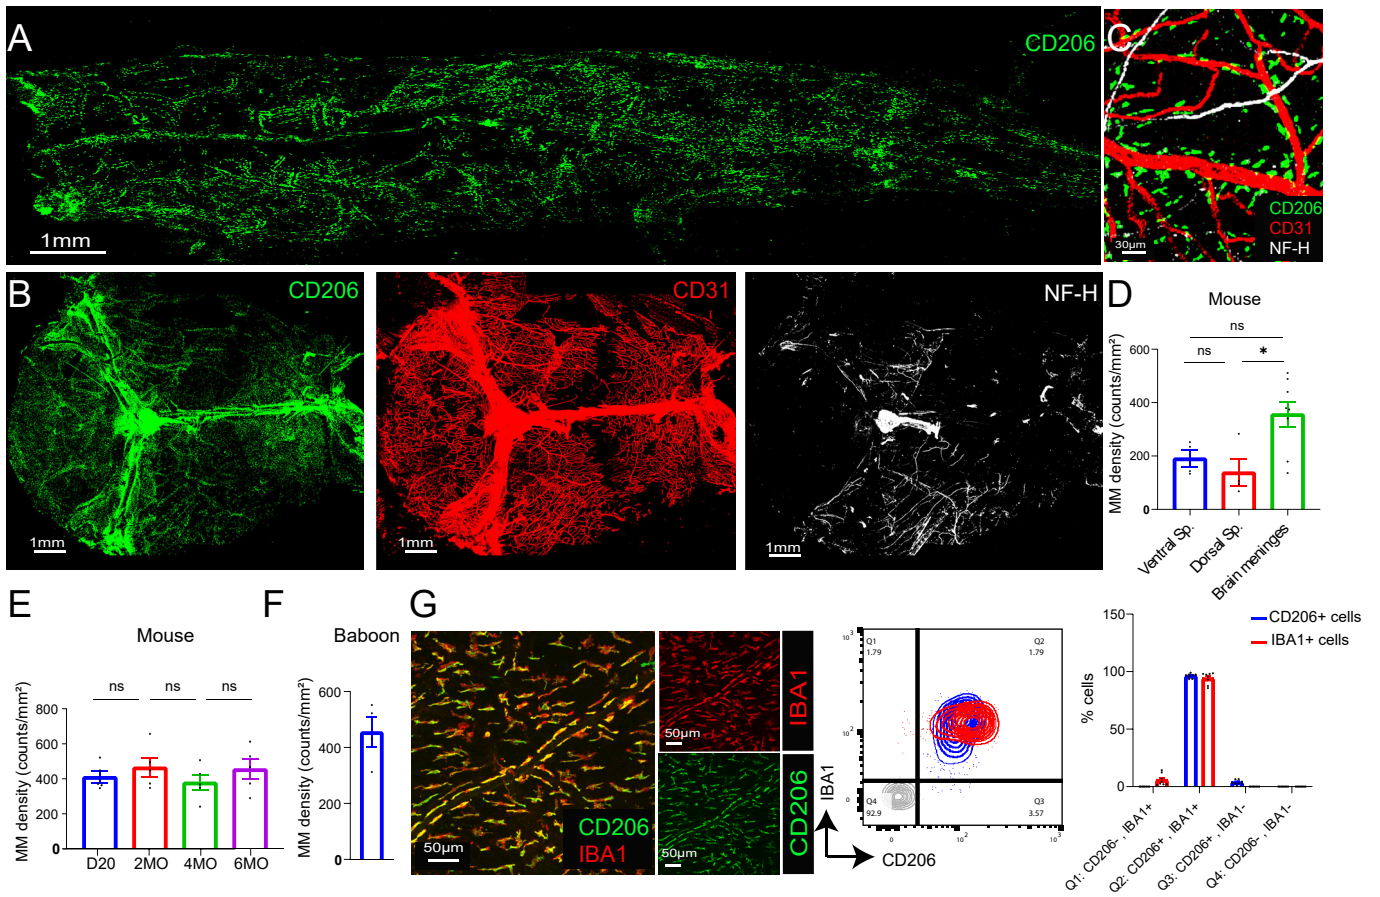 A
CD206
1mm
C
CD206
CD31
NF-H
30µm
B
CD206
1mm
CD31
1mm
NF-H
1mm
D
Mouse
ns
ns
*
MM density (counts/mm²)
600
400
200
0
Ventral Sp.
Dorsal Sp.
Brain meninges
E
Mouse
ns
ns
ns
MM density (counts/mm²)
800
600
400
200
0
D20
2MO
4MO
6MO
F
Baboon
MM density (counts/mm²)
600
400
200
0
G
CD206
IBA1
50µm
IBA1
50µm
CD206
50µm
Q1
1.79
Q2
1.79
Q4
92.9
Q3
3.57
10³
10²
0
10²
10³
IBA1
CD206
CD206+ cells
IBA1+ cells
% cells
150
100
50
0
Q1: CD206- , IBA1+
Q2: CD206+ , IBA1+
Q3: CD206+ , IBA1-
Q4: CD206- , IBA1-